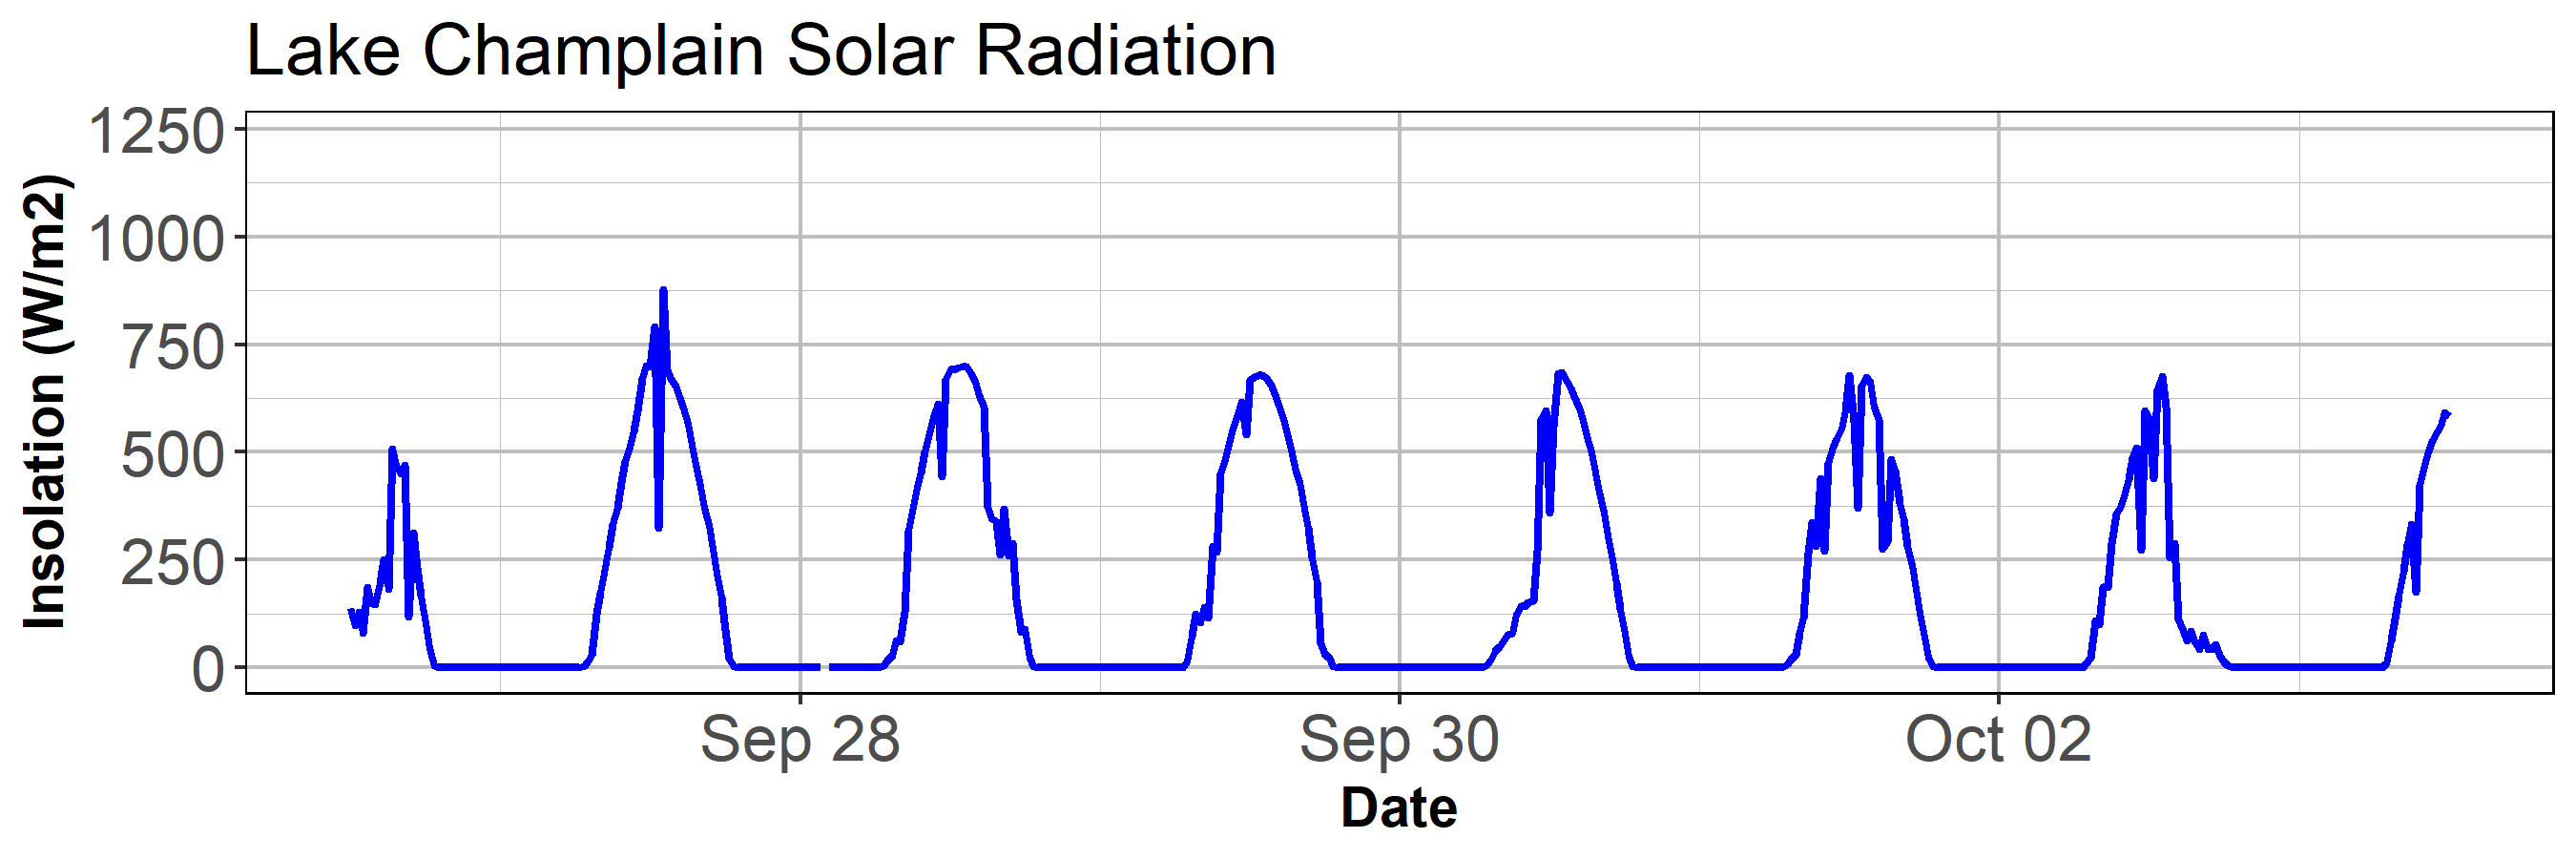 Lake Champlain Solar Radiation
Insolation (W/m2)
1250
1000
750
500
250
0
Sep 28 Sep 30 Oct 02
Date